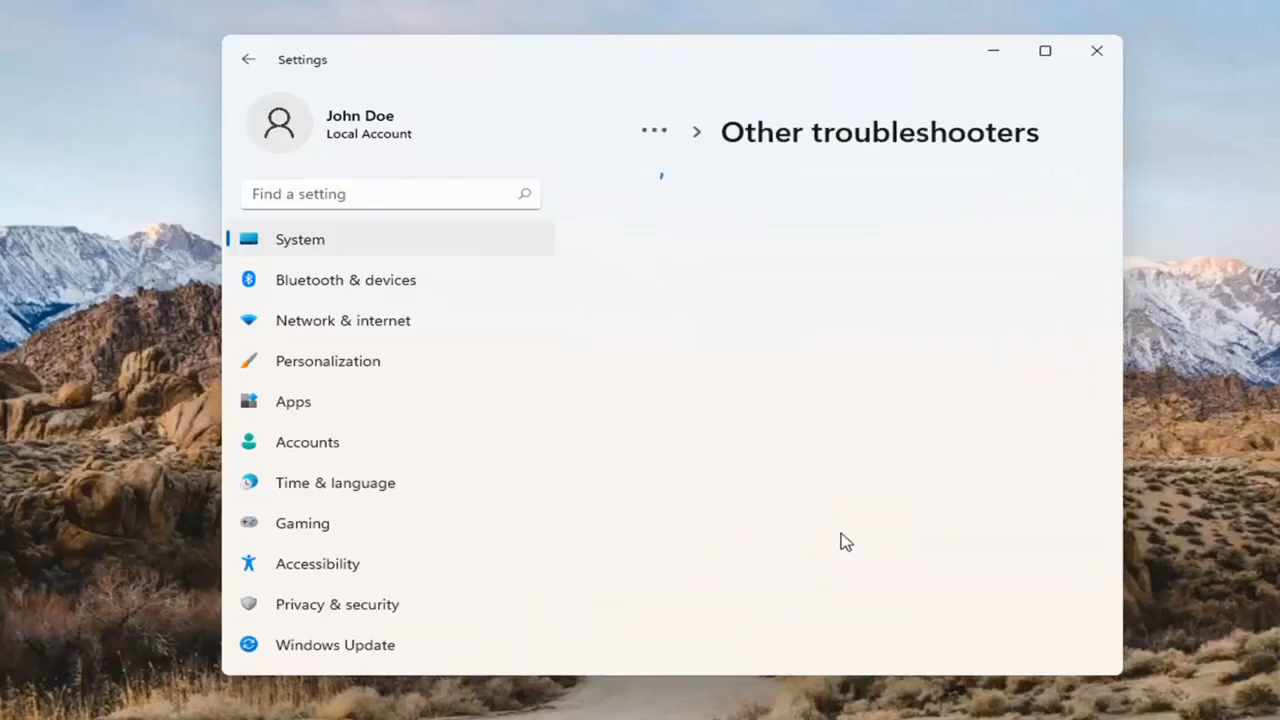 Settings
John Doe
Local Account
Find a setting
System
Bluetooth & devices
Network & internet
Personalization
Apps
Accounts
Time & language
Gaming
Accessibility
Privacy & security
Windows Update
... > Other troubleshooters